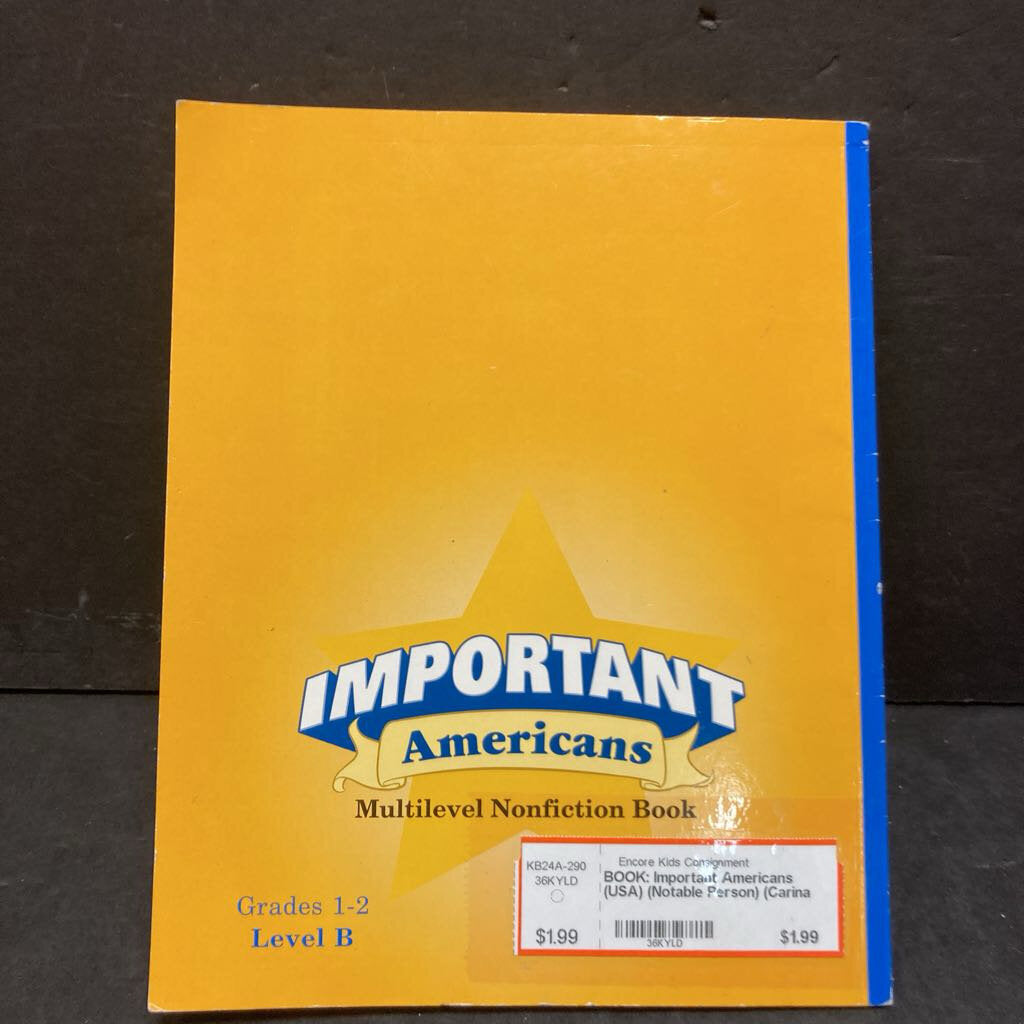 IMPORTANT
Americans
Multilevel Nonfiction Book
Grades 1-2
Level B
KB24A-290
36KYLD
$1.99
Encore Kids Consignment
BOOK: Important Americans
(USA) (Notable Person) (Carina
36KYLD
$1.99